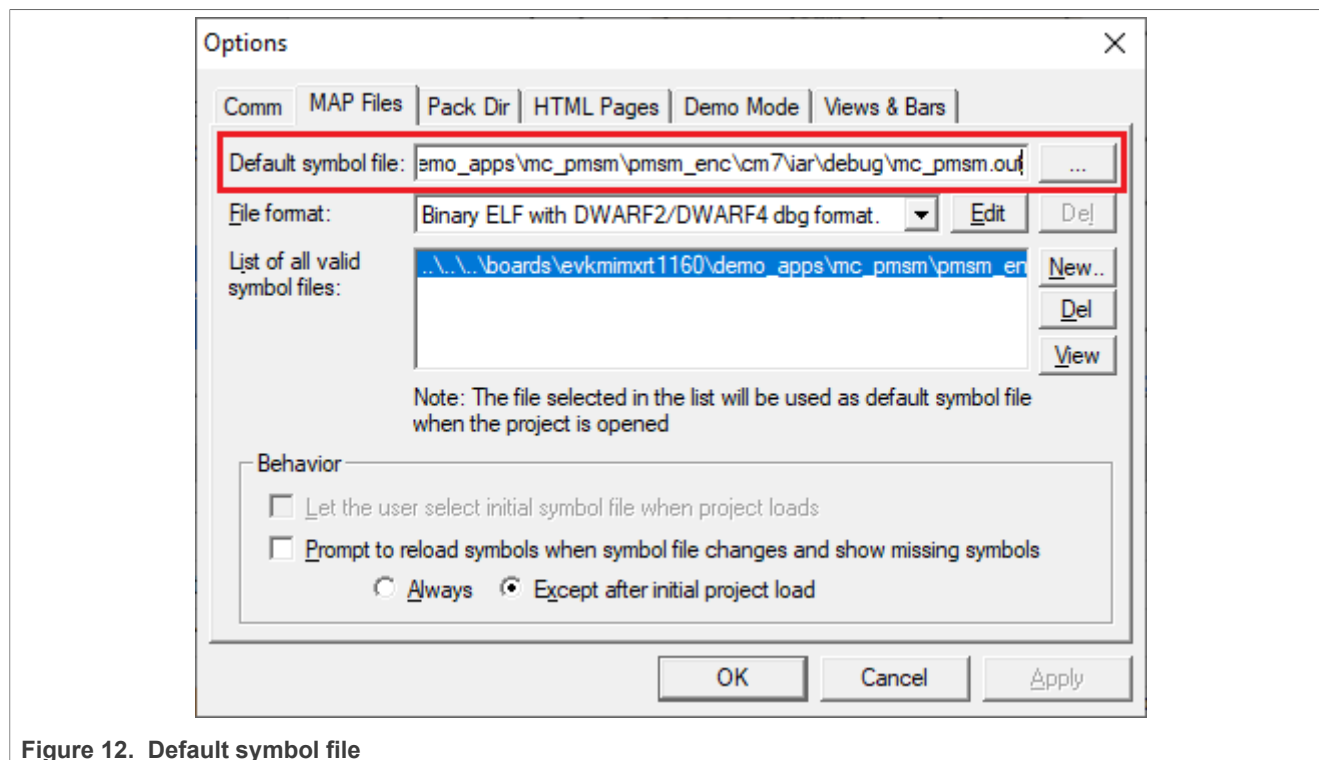 Options
Comm MAP Files Pack Dir HTML Pages Demo Mode Views & Bars
Default symbol file: emo_apps\mc_pmsm\pmsm_enc\cm7\iar\debug\mc_pmsm.out ...
File format: Binary ELF with DWARF2/DWARF4 dbg format. Edit Del
List of all valid ..\..\..\boards\evkmimxrt1160\demo_apps\mc_pmsm\pmsm_en New..
symbol files:
Del
View
Note: The file selected in the list will be used as default symbol file
when the project is opened
Behavior
Let the user select initial symbol file when project loads
Prompt to reload symbols when symbol file changes and show missing symbols
Always Except after initial project load
OK Cancel Apply
Figure 12. Default symbol file